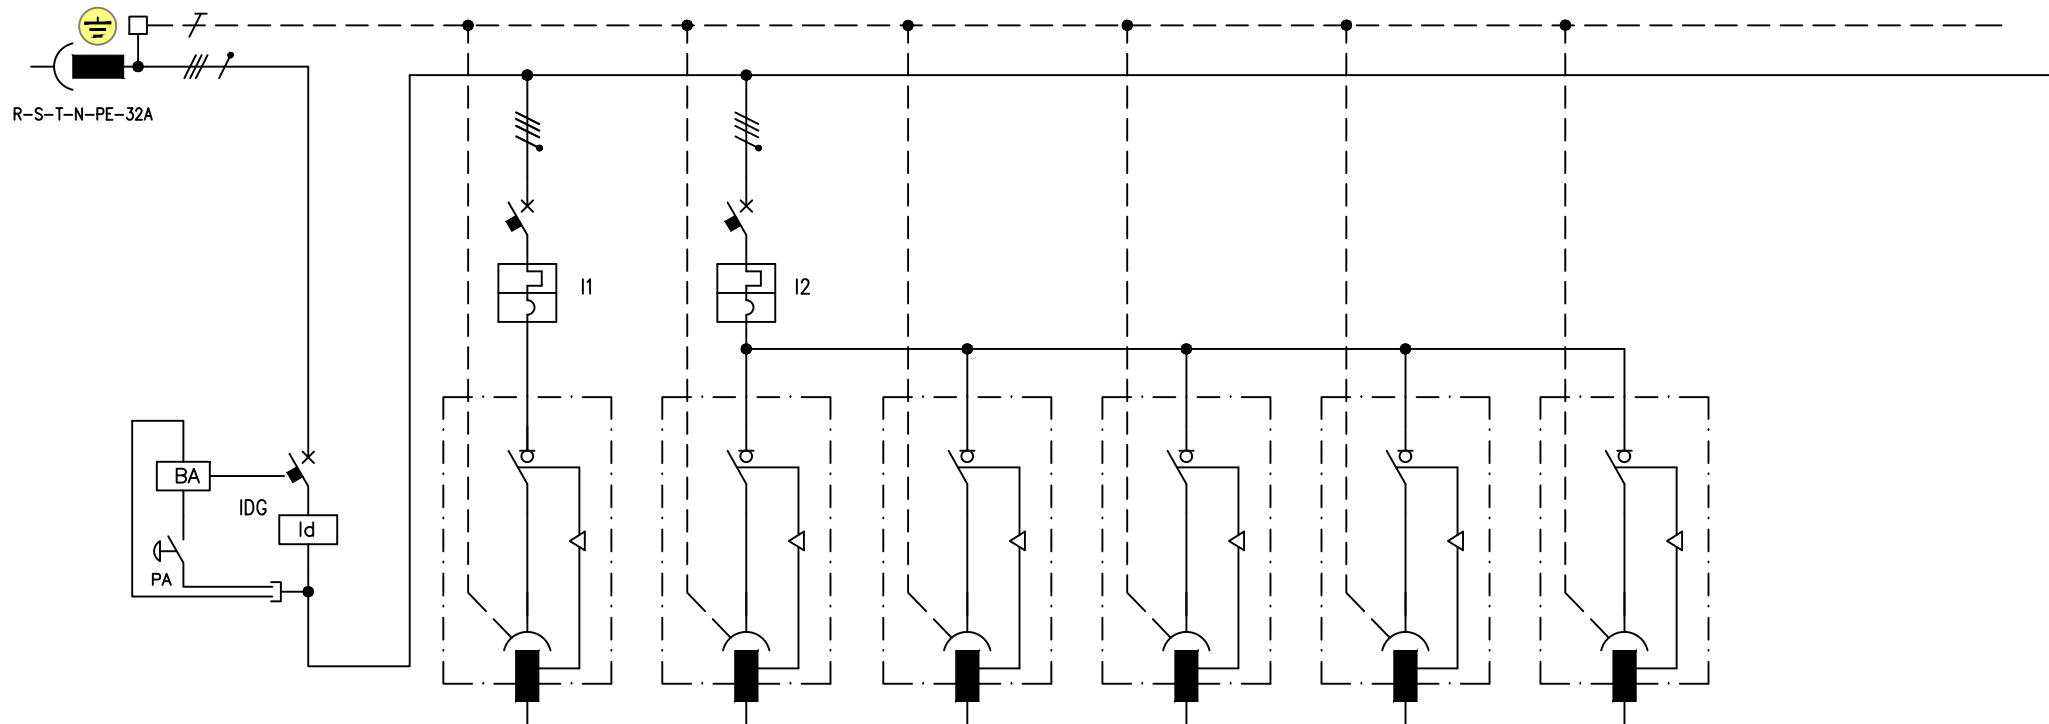 R-S-T-N-PE-32A
I1
I2
BA
IDG
Id
PA